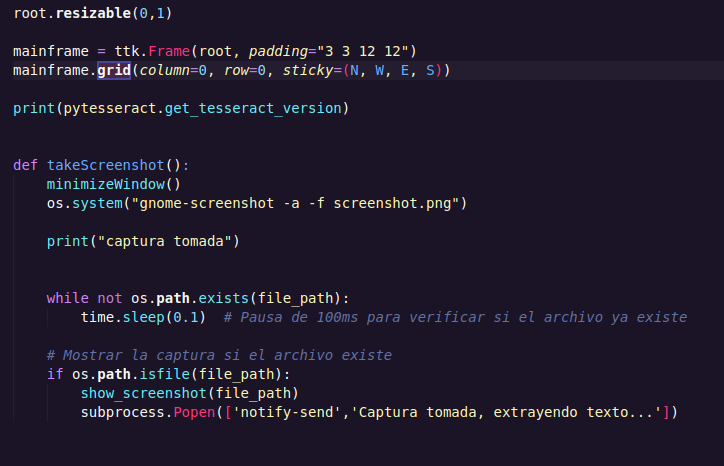 root.resizable(0,1)
mainframe = ttk.Frame(root, padding="3 3 12 12")
mainframe.grid(column=0, row=0, sticky=(N, W, E, S))
print(pytesseract.get_tesseract_version)
def takeScreenshot():
    minimizeWindow()
    os.system("gnome-screenshot -a -f screenshot.png")
    print("captura tomada")
    while not os.path.exists(file_path):
        time.sleep(0.1)  # Pausa de 100ms para verificar si el archivo ya existe
    # Mostrar la captura si el archivo existe
    if os.path.isfile(file_path):
        show_screenshot(file_path)
        subprocess.Popen(['notify-send','Captura tomada, extrayendo texto...'])